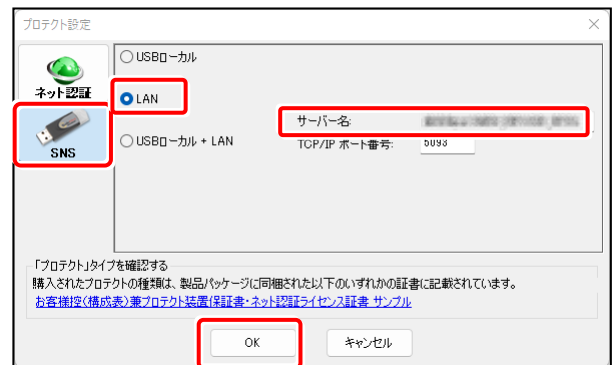 プロテクト設定
ネット認証
SNS
USBローカル
LAN
USBローカル + LAN
サーバー名:
TCP/IP ポート番号:
5093
「プロテクト」タイプを確認する
購入されたプロテクトの種類は、製品パッケージに同梱された以下のいずれかの証書に記載されています。
お客様控(構成表)兼プロテクト装置保証書・ネット認証ライセンス証書 サンプル
OK
キャンセル